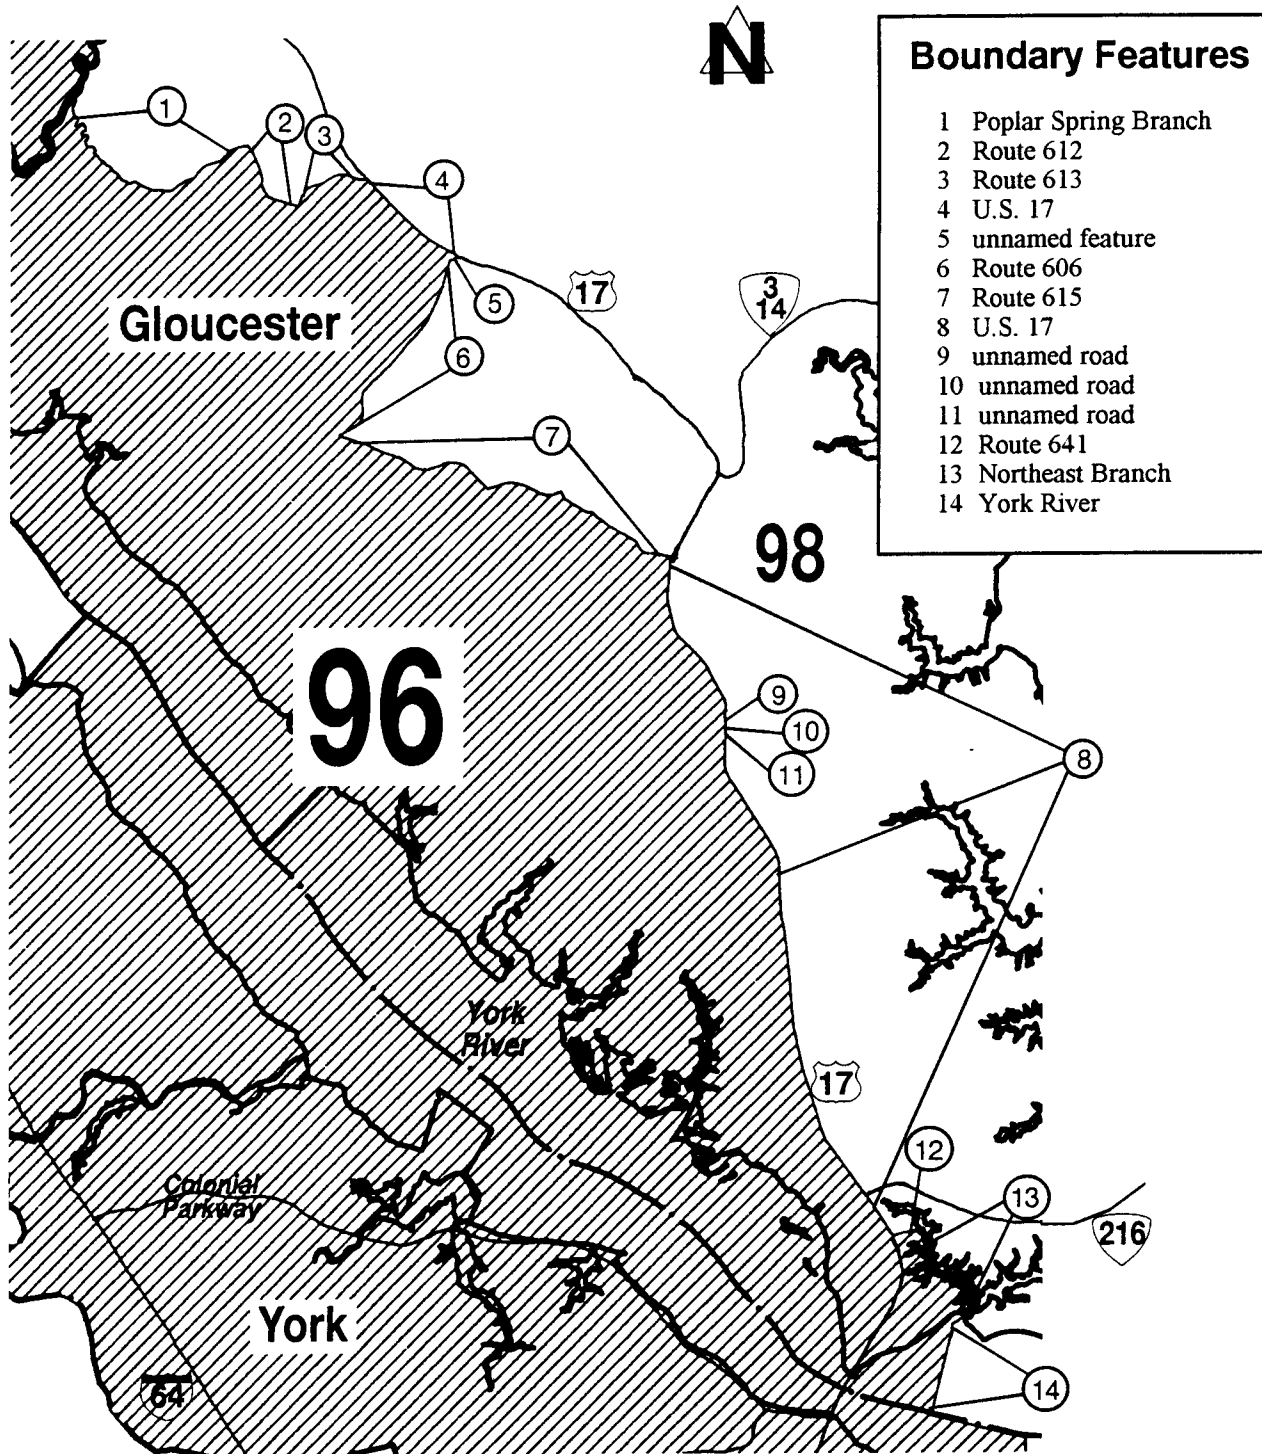 N
Boundary Features
1 Poplar Spring Branch
2 Route 612
3 Route 613
4 U.S. 17
5 unnamed feature
6 Route 606
7 Route 615
8 U.S. 17
9 unnamed road
10 unnamed road
11 unnamed road
12 Route 641
13 Northeast Branch
14 York River
1
2
3
4
5
17
3
14
Gloucester
6
7
98
96
9
10
11
8
York
River
17
12
Colonial
Parkway
13
216
York
64
14